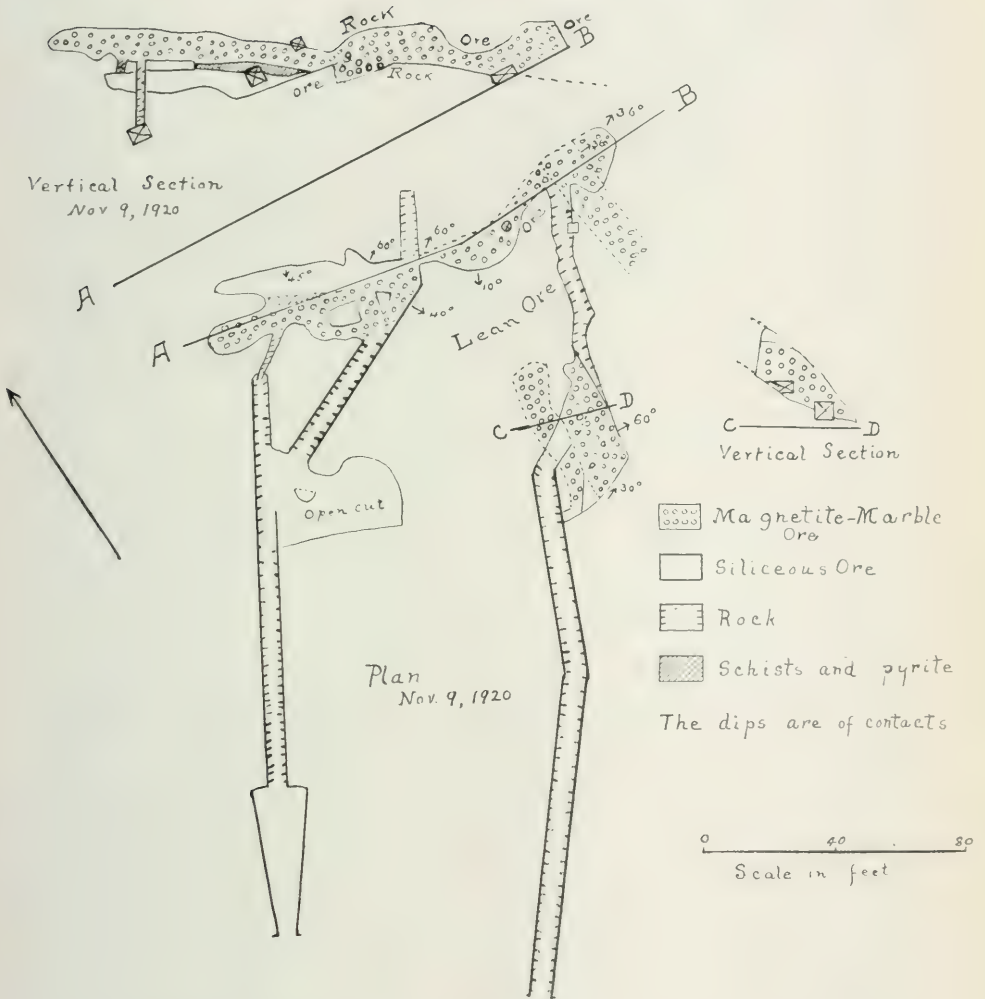 Rock
Ore
Ore
B
Ore
Rock
Vertical Section
Nov 9, 1920
A
B
36°
36°
60°
60°
Ore
45°
10°
40°
A
Lean Ore
C
D
60°
30°
Open cut
C
D
Vertical Section
Magnetite-Marble
Ore
Siliceous Ore
Rock
Schists and pyrite
The dips are of contacts
Plan
Nov. 9, 1920
0 40 80
Scale in feet